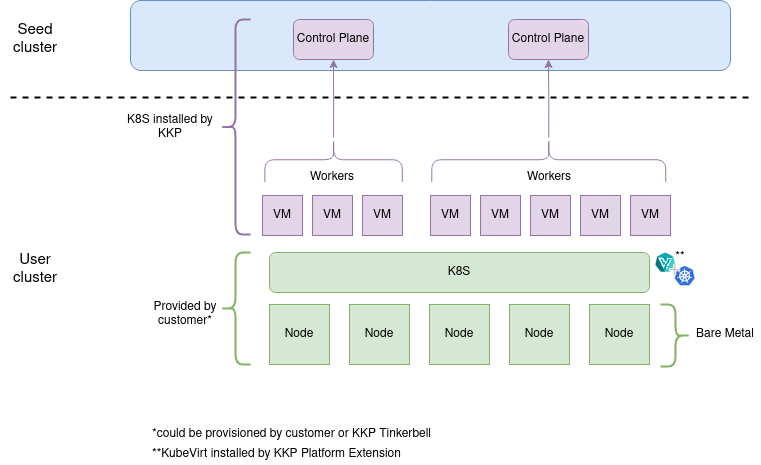 Seed
cluster
Control Plane
Control Plane
K8S installed by
KKP
Workers
Workers
VM
VM
VM
VM
VM
VM
VM
VM
User
cluster
K8S
**
Provided by
customer*
Node
Node
Node
Node
Node
Bare Metal
*could be provisioned by customer or KKP Tinkerbell
**KubeVirt installed by KKP Platform Extension